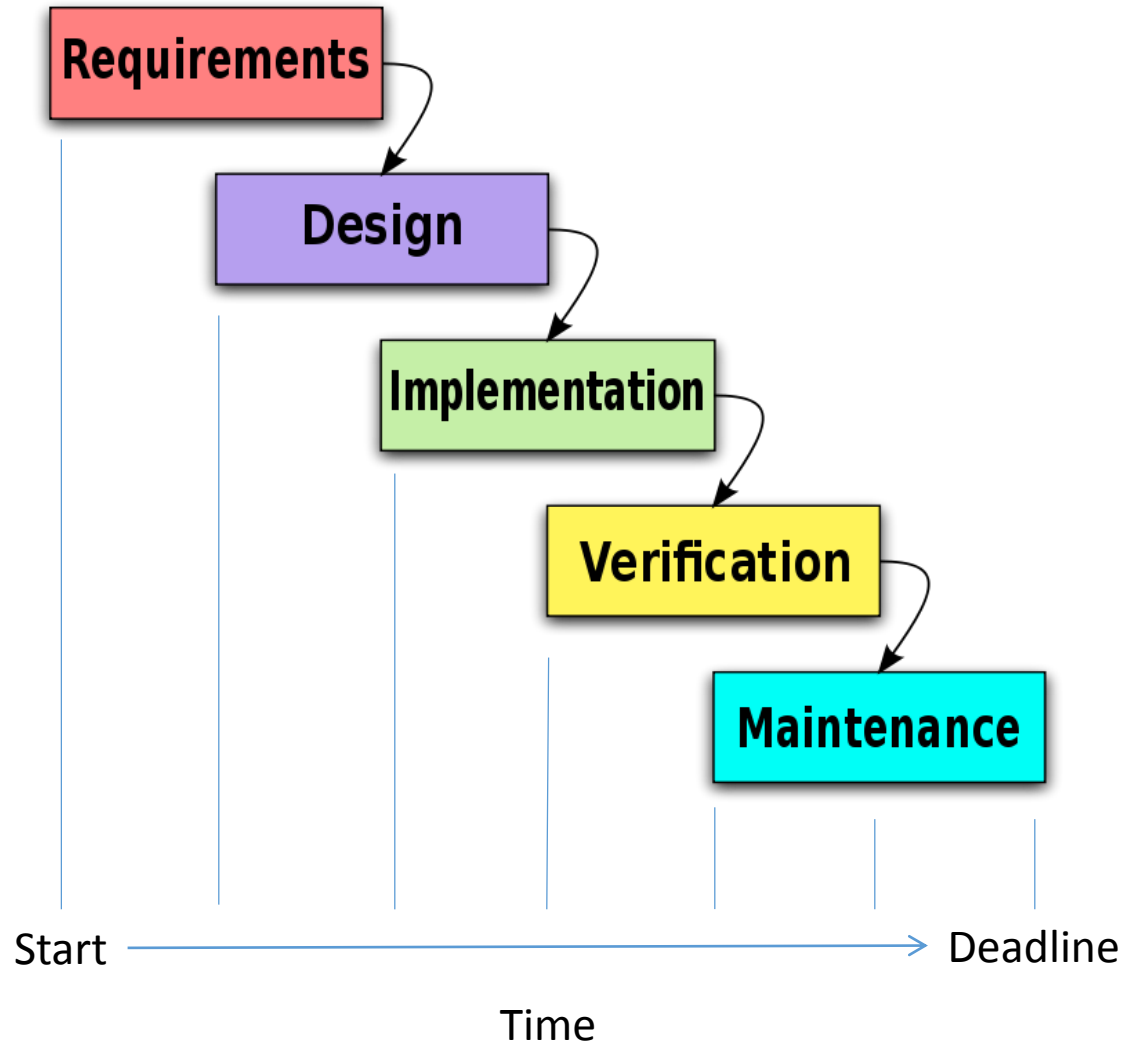 Requirements
Design
Implementation
Verification
Maintenance
Start
Deadline
Time